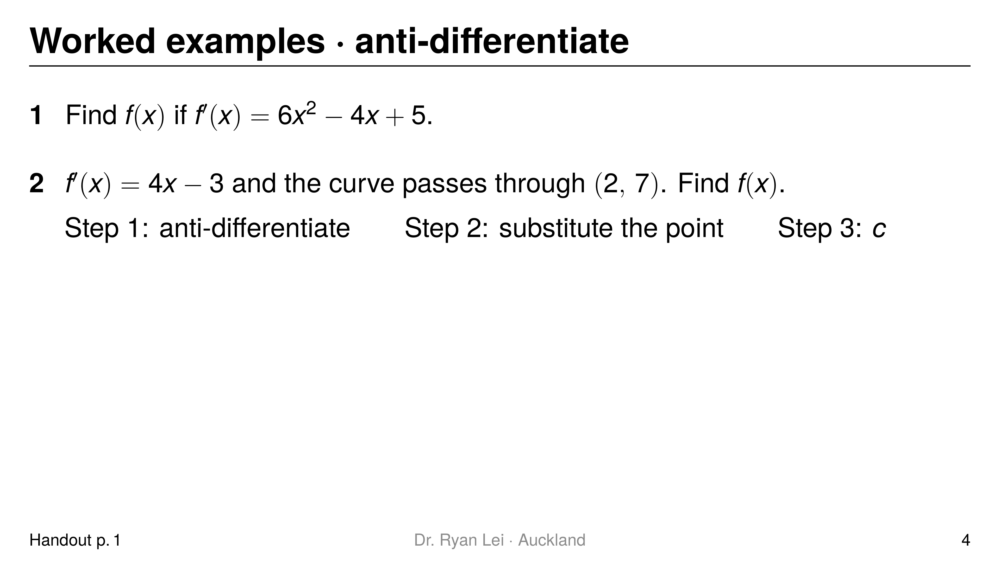 Worked examples · anti-differentiate
1 Find f(x) if f′(x) = 6x² − 4x + 5.
2 f′(x) = 4x − 3 and the curve passes through (2, 7). Find f(x).
Step 1: anti-differentiate Step 2: substitute the point Step 3: c
Handout p. 1 Dr. Ryan Lei · Auckland 4